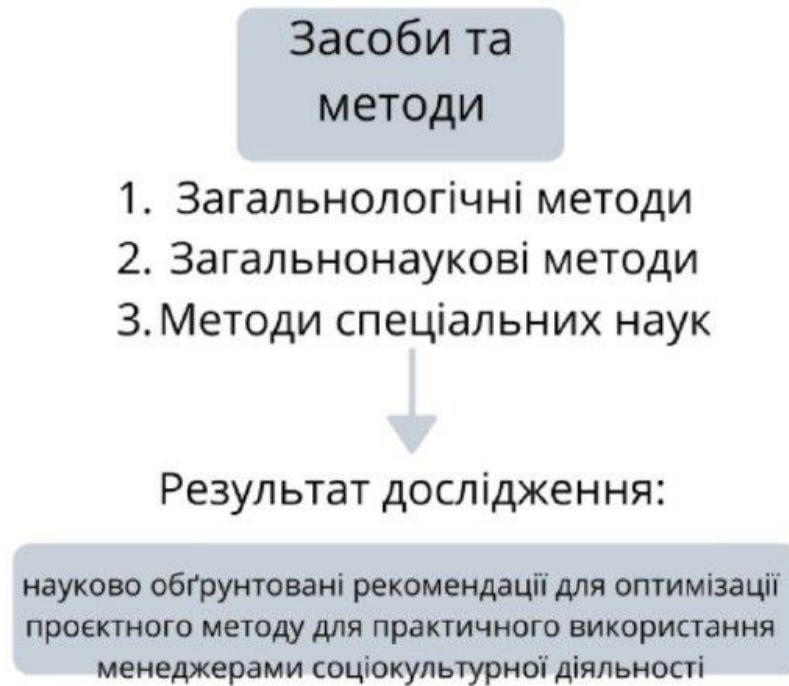 Засоби та
методи
1. Загальнологічні методи
2. Загальнонаукові методи
3. Методи спеціальних наук
Результат дослідження:
науково обґрунтовані рекомендації для оптимізації
проєктного методу для практичного використання
менеджерами соціокультурної діяльності